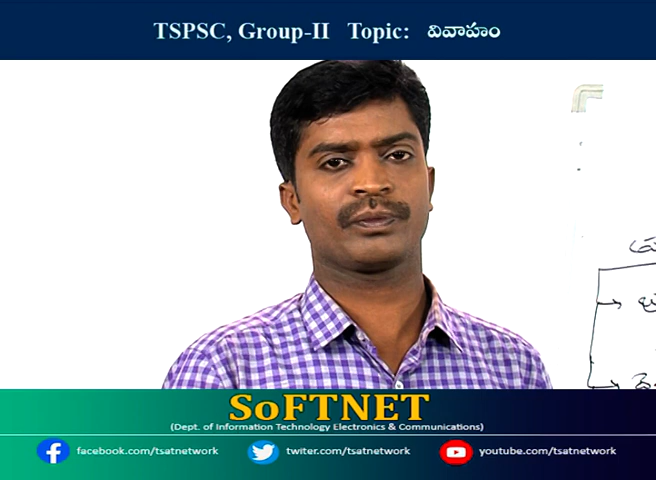 TSPSC, Group-II Topic: వివాహం
SoFTNET
(Dept. of Information Technology Electronics & Communications)
facebook.com/tsatnetwork
twiter.com/tsatnetwork
youtube.com/tsatnetwork